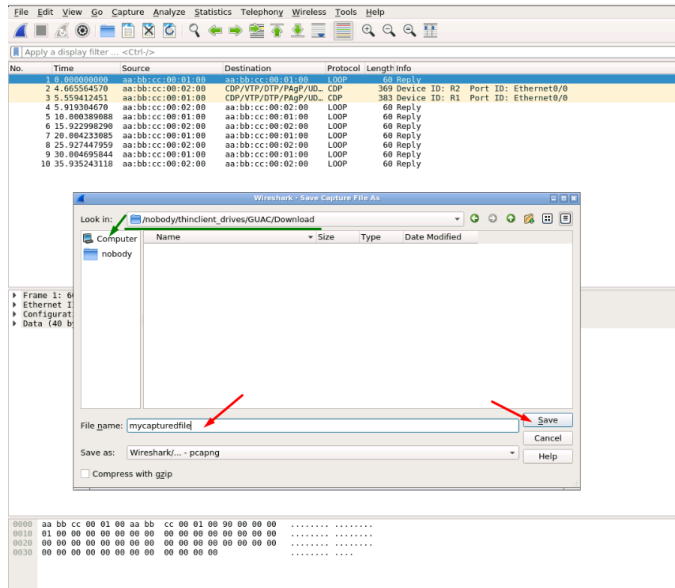 File Edit View Go Capture Analyze Statistics Telephony Wireless Tools Help
Apply a display filter ... <Ctrl-/>
No. Time Source Destination Protocol Length Info
1 0.000000000 aa:bb:cc:00:01:00 aa:bb:cc:00:01:00 LOOP 60 Reply
2 4.665564570 aa:bb:cc:00:02:00 CDP/VTP/DTP/PAgP/UD… CDP 369 Device ID: R2 Port ID: Ethernet0/0
3 5.559412451 aa:bb:cc:00:01:00 CDP/VTP/DTP/PAgP/UD… CDP 383 Device ID: R1 Port ID: Ethernet0/0
4 5.919304670 aa:bb:cc:00:02:00 aa:bb:cc:00:02:00 LOOP 60 Reply
5 10.000389088 aa:bb:cc:00:01:00 aa:bb:cc:00:01:00 LOOP 60 Reply
6 15.922998290 aa:bb:cc:00:02:00 aa:bb:cc:00:02:00 LOOP 60 Reply
7 20.004233085 aa:bb:cc:00:01:00 aa:bb:cc:00:01:00 LOOP 60 Reply
8 25.927447959 aa:bb:cc:00:02:00 aa:bb:cc:00:02:00 LOOP 60 Reply
9 30.004695844 aa:bb:cc:00:01:00 aa:bb:cc:00:01:00 LOOP 60 Reply
10 35.935243118 aa:bb:cc:00:02:00 aa:bb:cc:00:02:00 LOOP 60 Reply
Wireshark · Save Capture File As
Look in: /nobody/thinclient_drives/GUAC/Download
Computer
nobody
Name Size Type Date Modified
Frame 1: 6
Ethernet I
Configurat
Data (40 b
File name: mycapturedfile Save
Cancel
Save as: Wireshark/... - pcapng Help
Compress with gzip
0000 aa bb cc 00 01 00 aa bb cc 00 01 00 90 00 00 00 ........ ........
0010 01 00 00 00 00 00 00 00 00 00 00 00 00 00 00 00 ........ ........
0020 00 00 00 00 00 00 00 00 00 00 00 00 00 00 00 00 ........ ........
0030 00 00 00 00 00 00 00 00 00 00 00 00 ........ ....